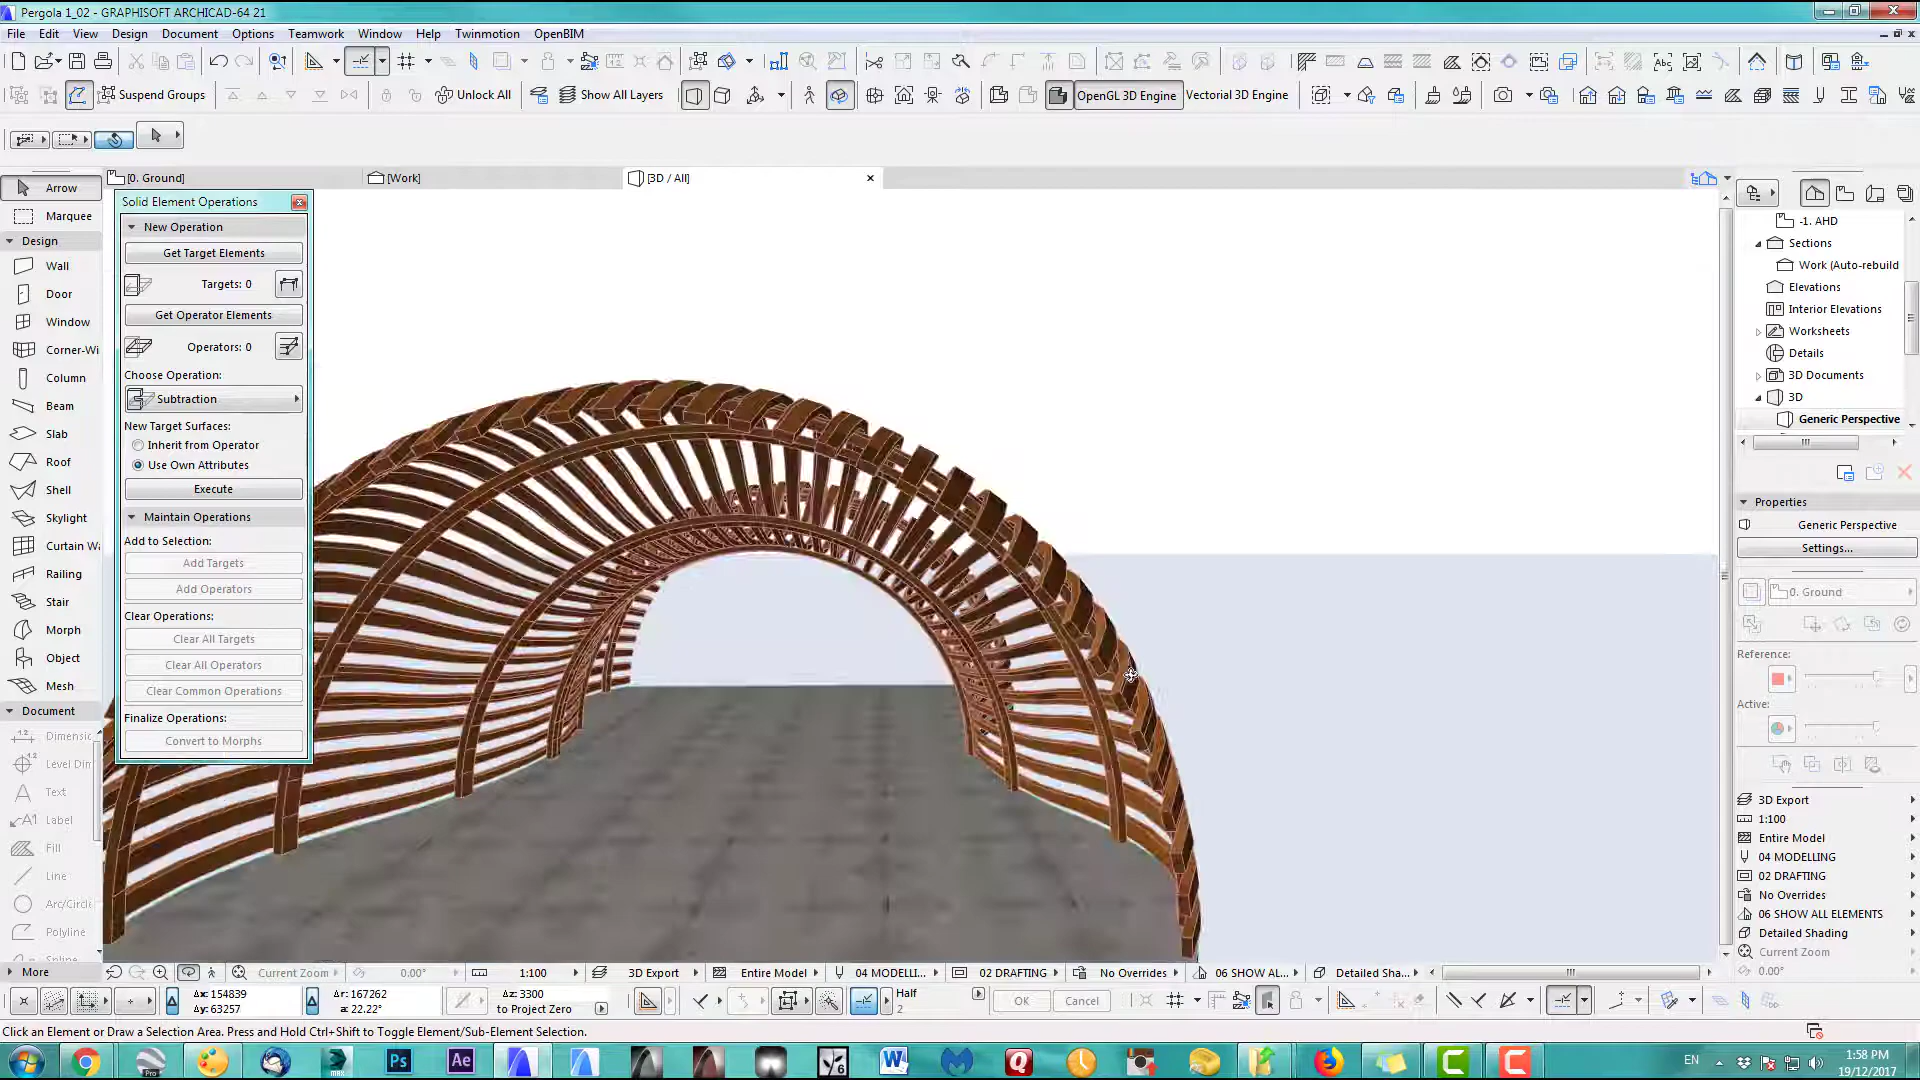 Pergola 1_02 - GRAPHISOFT ARCHICAD-64 21
File Edit View Design Document Options Teamwork Window Help Twinmotion OpenBIM
Suspend Groups
Unlock All
Show All Layers
OpenGL 3D Engine
Vectorial 3D Engine
Arrow
[0. Ground]
[Work]
[3D / All]
Marquee
Design
Wall
Door
Window
Corner-Wi
Column
Beam
Slab
Roof
Shell
Skylight
Curtain Wa
Railing
Stair
Morph
Object
Mesh
Document
Dimensic
Level Dim
Text
Label
Fill
Line
Arc/Circle
Polyline
More
Solid Element Operations
New Operation
Get Target Elements
Targets: 0
Get Operator Elements
Operators: 0
Choose Operation:
Subtraction
New Target Surfaces:
Inherit from Operator
Use Own Attributes
Execute
Maintain Operations
Add to Selection:
Add Targets
Add Operators
Clear Operations:
Clear All Targets
Clear All Operators
Clear Common Operations
Finalize Operations:
Convert to Morphs
-1. AHD
Sections
Work (Auto-rebuild
Elevations
Interior Elevations
Worksheets
Details
3D Documents
3D
Generic Perspective
Properties
Generic Perspective
Settings...
0. Ground
Reference:
Active:
3D Export
1:100
Entire Model
04 MODELLING
02 DRAFTING
No Overrides
06 SHOW ALL ELEMENTS
Detailed Shading
Current Zoom
0.00°
Current Zoom 0.00° 1:100 3D Export Entire Model 04 MODELLI... 02 DRAFTING No Overrides 06 SHOW AL... Detailed Sha...
Δx: 154839
Δy: 63257
Δr: 167262
a: 22.22°
Δz: 3300
to Project Zero
Half
2
OK
Cancel
Click an Element or Draw a Selection Area. Press and Hold Ctrl+Shift to Toggle Element/Sub-Element Selection.
Pro
Ps
Ae
EN
1:58 PM
19/12/2017